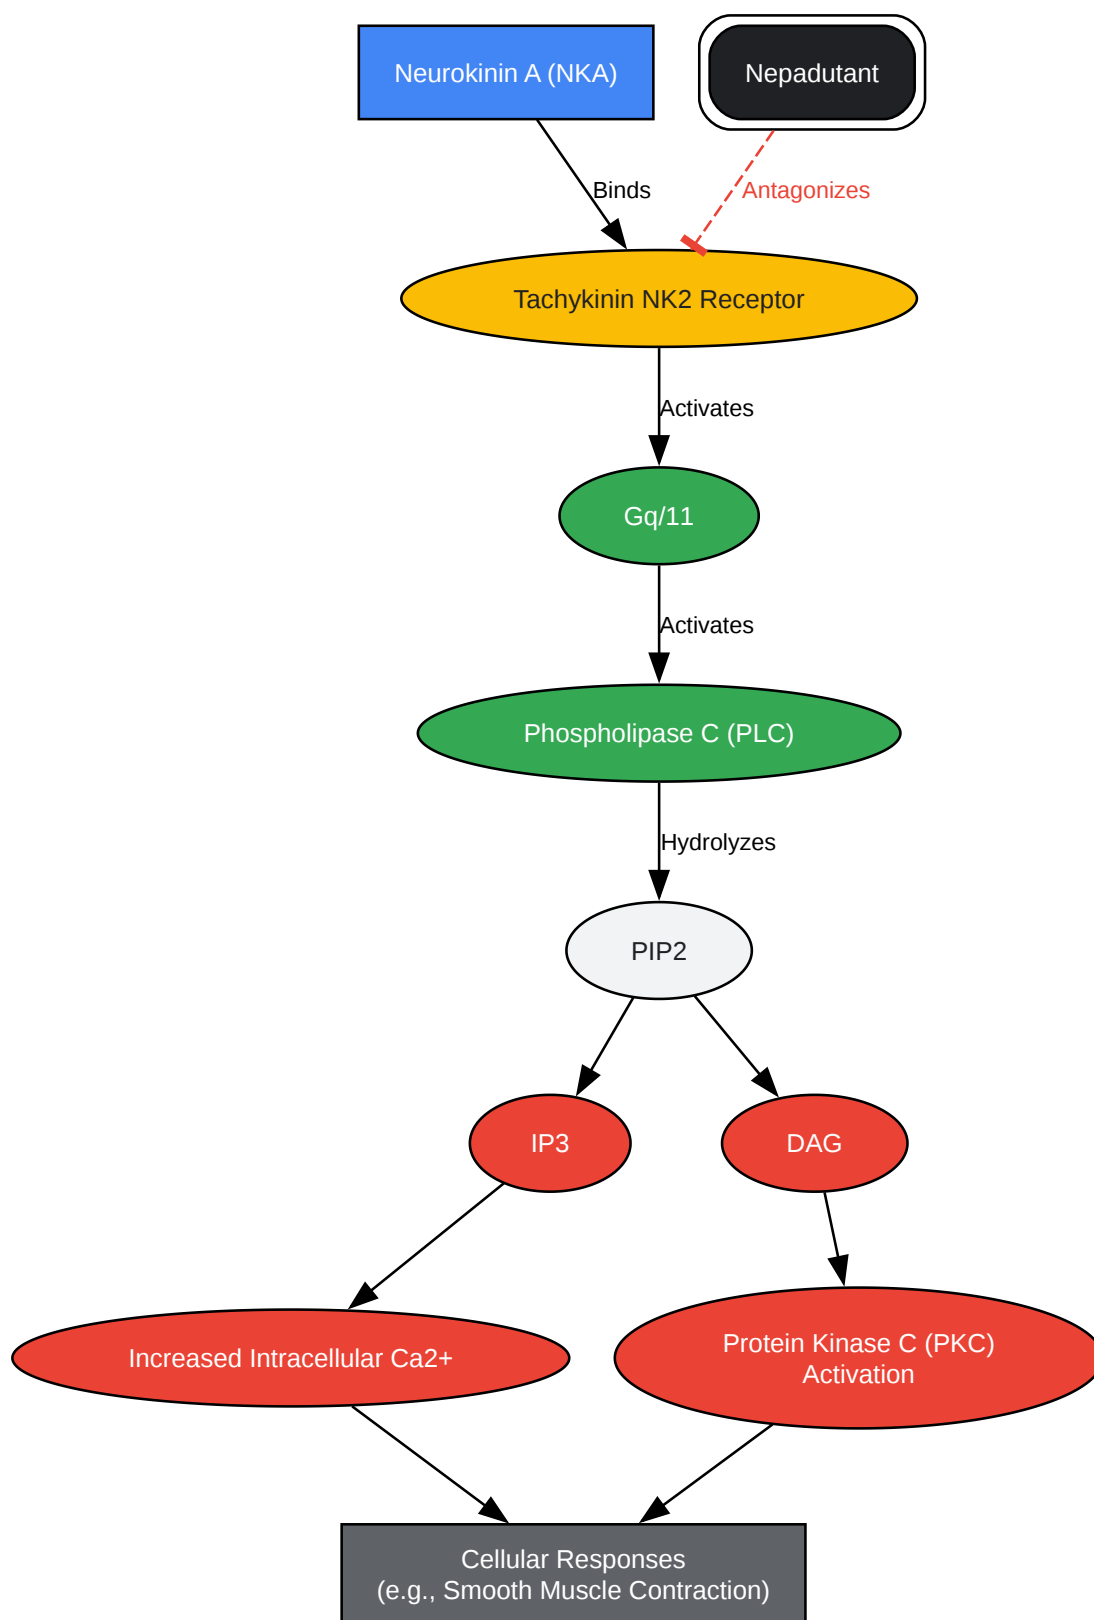 Neurokinin A (NKA)
Nepadutant
Binds
Antagonizes
Tachykinin NK2 Receptor
Activates
Gq/11
Activates
Phospholipase C (PLC)
Hydrolyzes
PIP2
IP3
DAG
Increased Intracellular Ca2+
Protein Kinase C (PKC)
Activation
Cellular Responses
(e.g., Smooth Muscle Contraction)